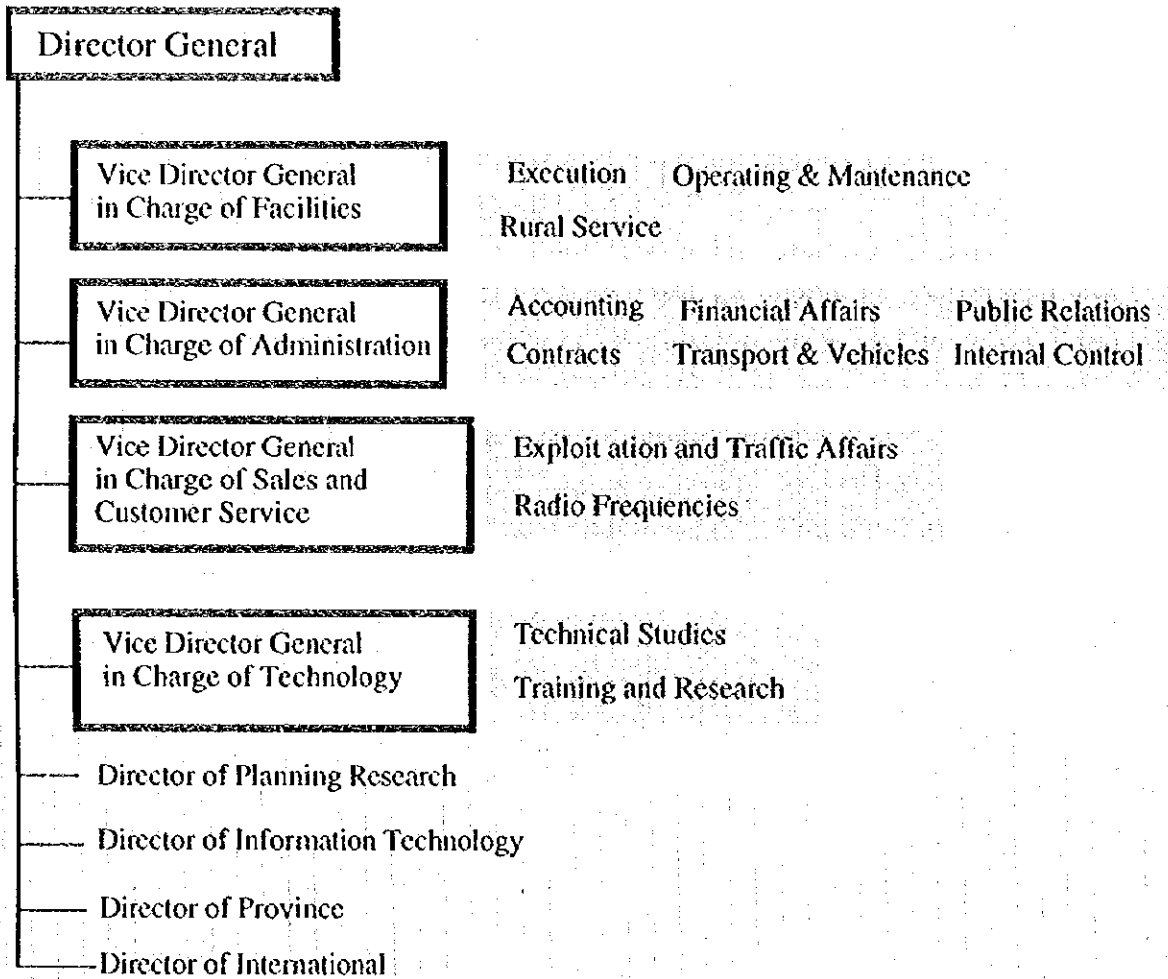 Director General
Vice Director General
in Charge of Facilities
Execution Operating & Mantenance
Rural Service
Vice Director General
in Charge of Administration
Accounting Financial Affairs Public Relations
Contracts Transport & Vehicles Internal Control
Vice Director General
in Charge of Sales and
Customer Service
Exploit ation and Traffic Affairs
Radio Frequencies
Vice Director General
in Charge of Technology
Technical Studies
Training and Research
Director of Planning Research
Director of Information Technology
Director of Province
Director of International